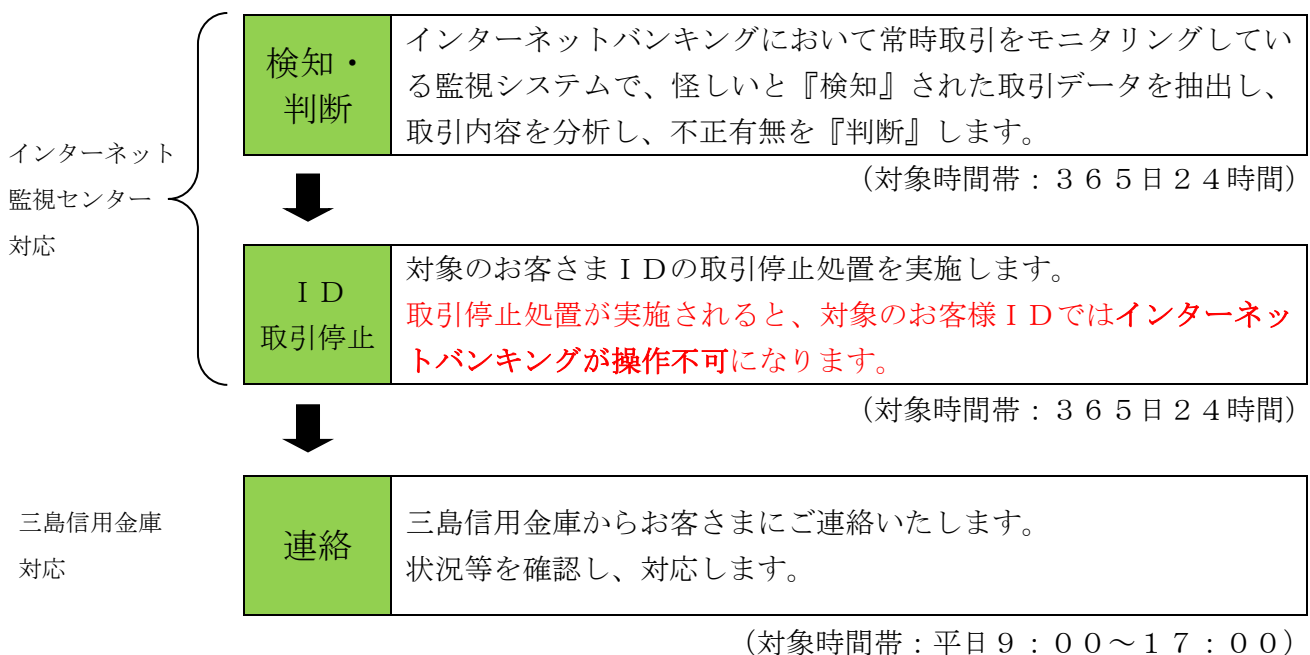 検知・
判断
インターネットバンキングにおいて常時取引をモニタリングしてい
る監視システムで、怪しいと『検知』された取引データを抽出し、
取引内容を分析し、不正有無を『判断』します。
(対象時間帯:365日24時間)
インターネット
監視センター
対応
ID
取引停止
対象のお客さまIDの取引停止処置を実施します。
取引停止処置が実施されると、対象のお客様IDではインターネッ
トバンキングが操作不可になります。
(対象時間帯:365日24時間)
三島信用金庫
対応
連絡
三島信用金庫からお客さまにご連絡いたします。
状況等を確認し、対応します。
(対象時間帯:平日9:00~17:00)